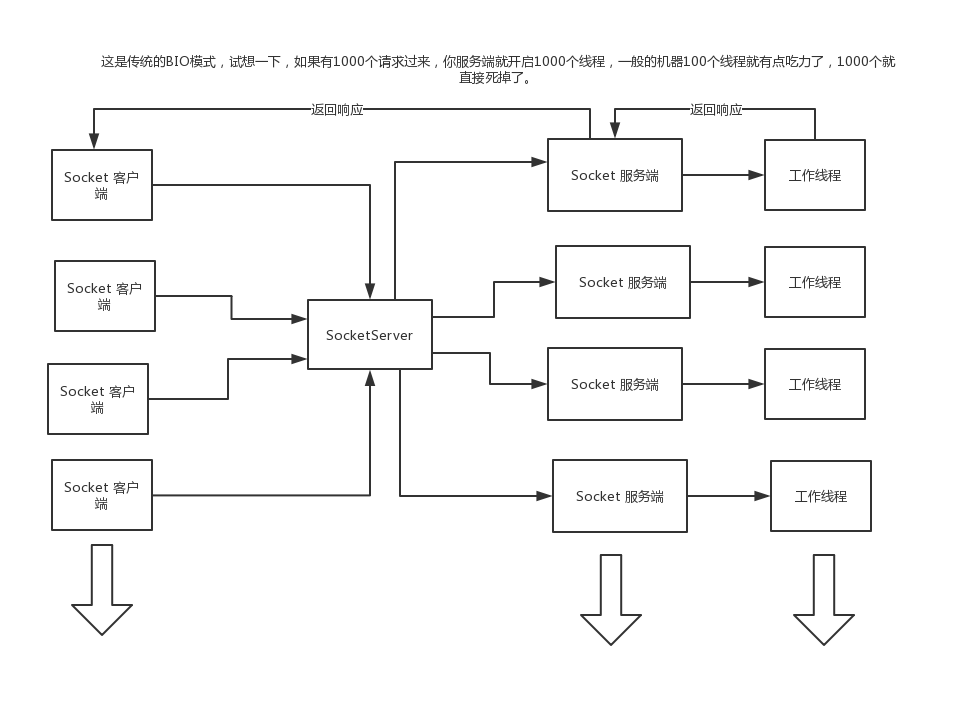 这是传统的BIO模式，试想一下，如果有1000个请求过来，你服务端就开启1000个线程，一般的机器100个线程就有点吃力了，1000个就
直接死掉了。
返回响应
返回响应
Socket 客户
端
Socket 服务端
工作线程
Socket 客户
端
Socket 服务端
工作线程
SocketServer
Socket 客户
端
Socket 服务端
工作线程
Socket 客户
端
Socket 服务端
工作线程